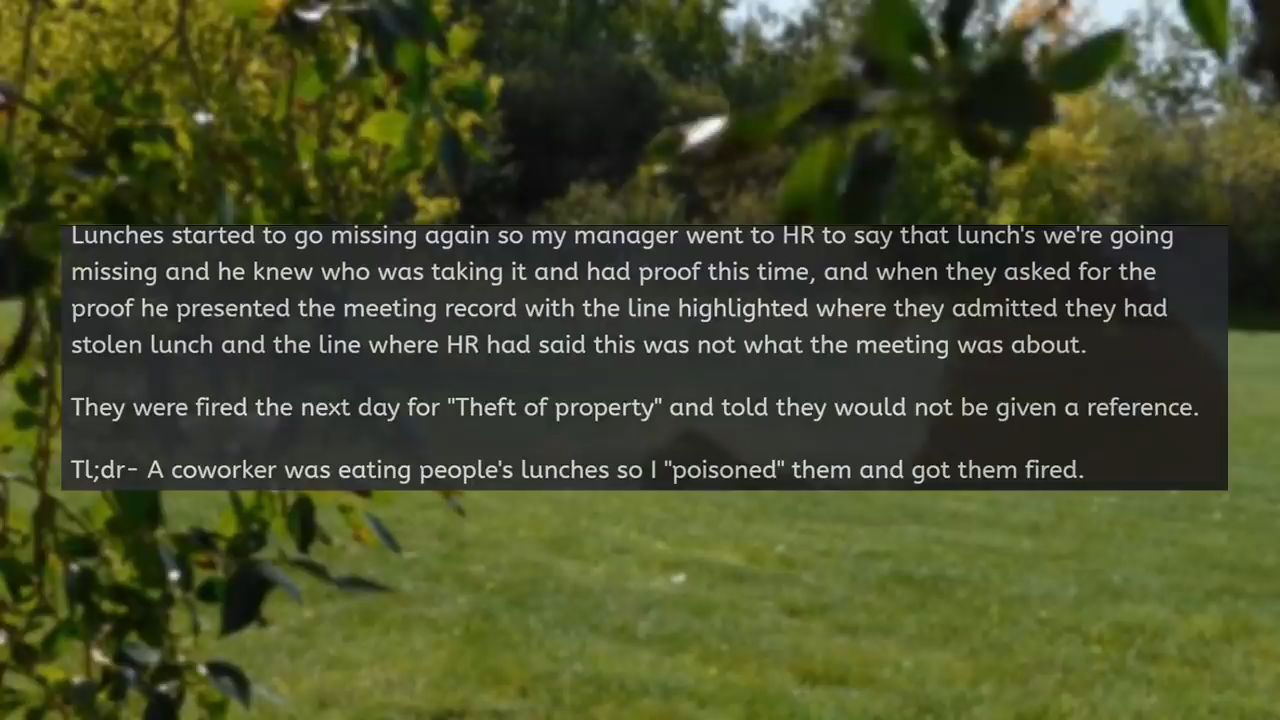 Lunches started to go missing again so my manager went to HR to say that lunch's we're going
missing and he knew who was taking it and had proof this time, and when they asked for the
proof he presented the meeting record with the line highlighted where they admitted they had
stolen lunch and the line where HR had said this was not what the meeting was about.
They were fired the next day for "Theft of property" and told they would not be given a reference.
Tl;dr- A coworker was eating people's lunches so I "poisoned" them and got them fired.